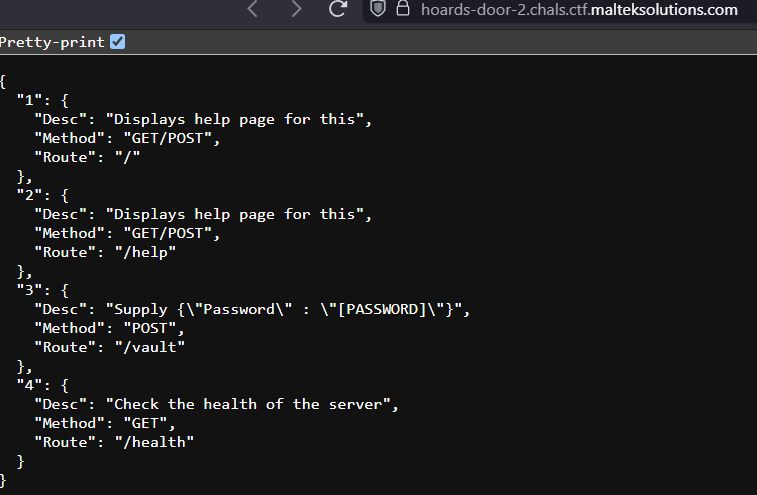 hoards-door-2.chals.ctf.malteksolutions.com
Pretty-print
{
  "1": {
    "Desc": "Displays help page for this",
    "Method": "GET/POST",
    "Route": "/"
  },
  "2": {
    "Desc": "Displays help page for this",
    "Method": "GET/POST",
    "Route": "/help"
  },
  "3": {
    "Desc": "Supply {\"Password\" : \"[PASSWORD]\"}",
    "Method": "POST",
    "Route": "/vault"
  },
  "4": {
    "Desc": "Check the health of the server",
    "Method": "GET",
    "Route": "/health"
  }
}